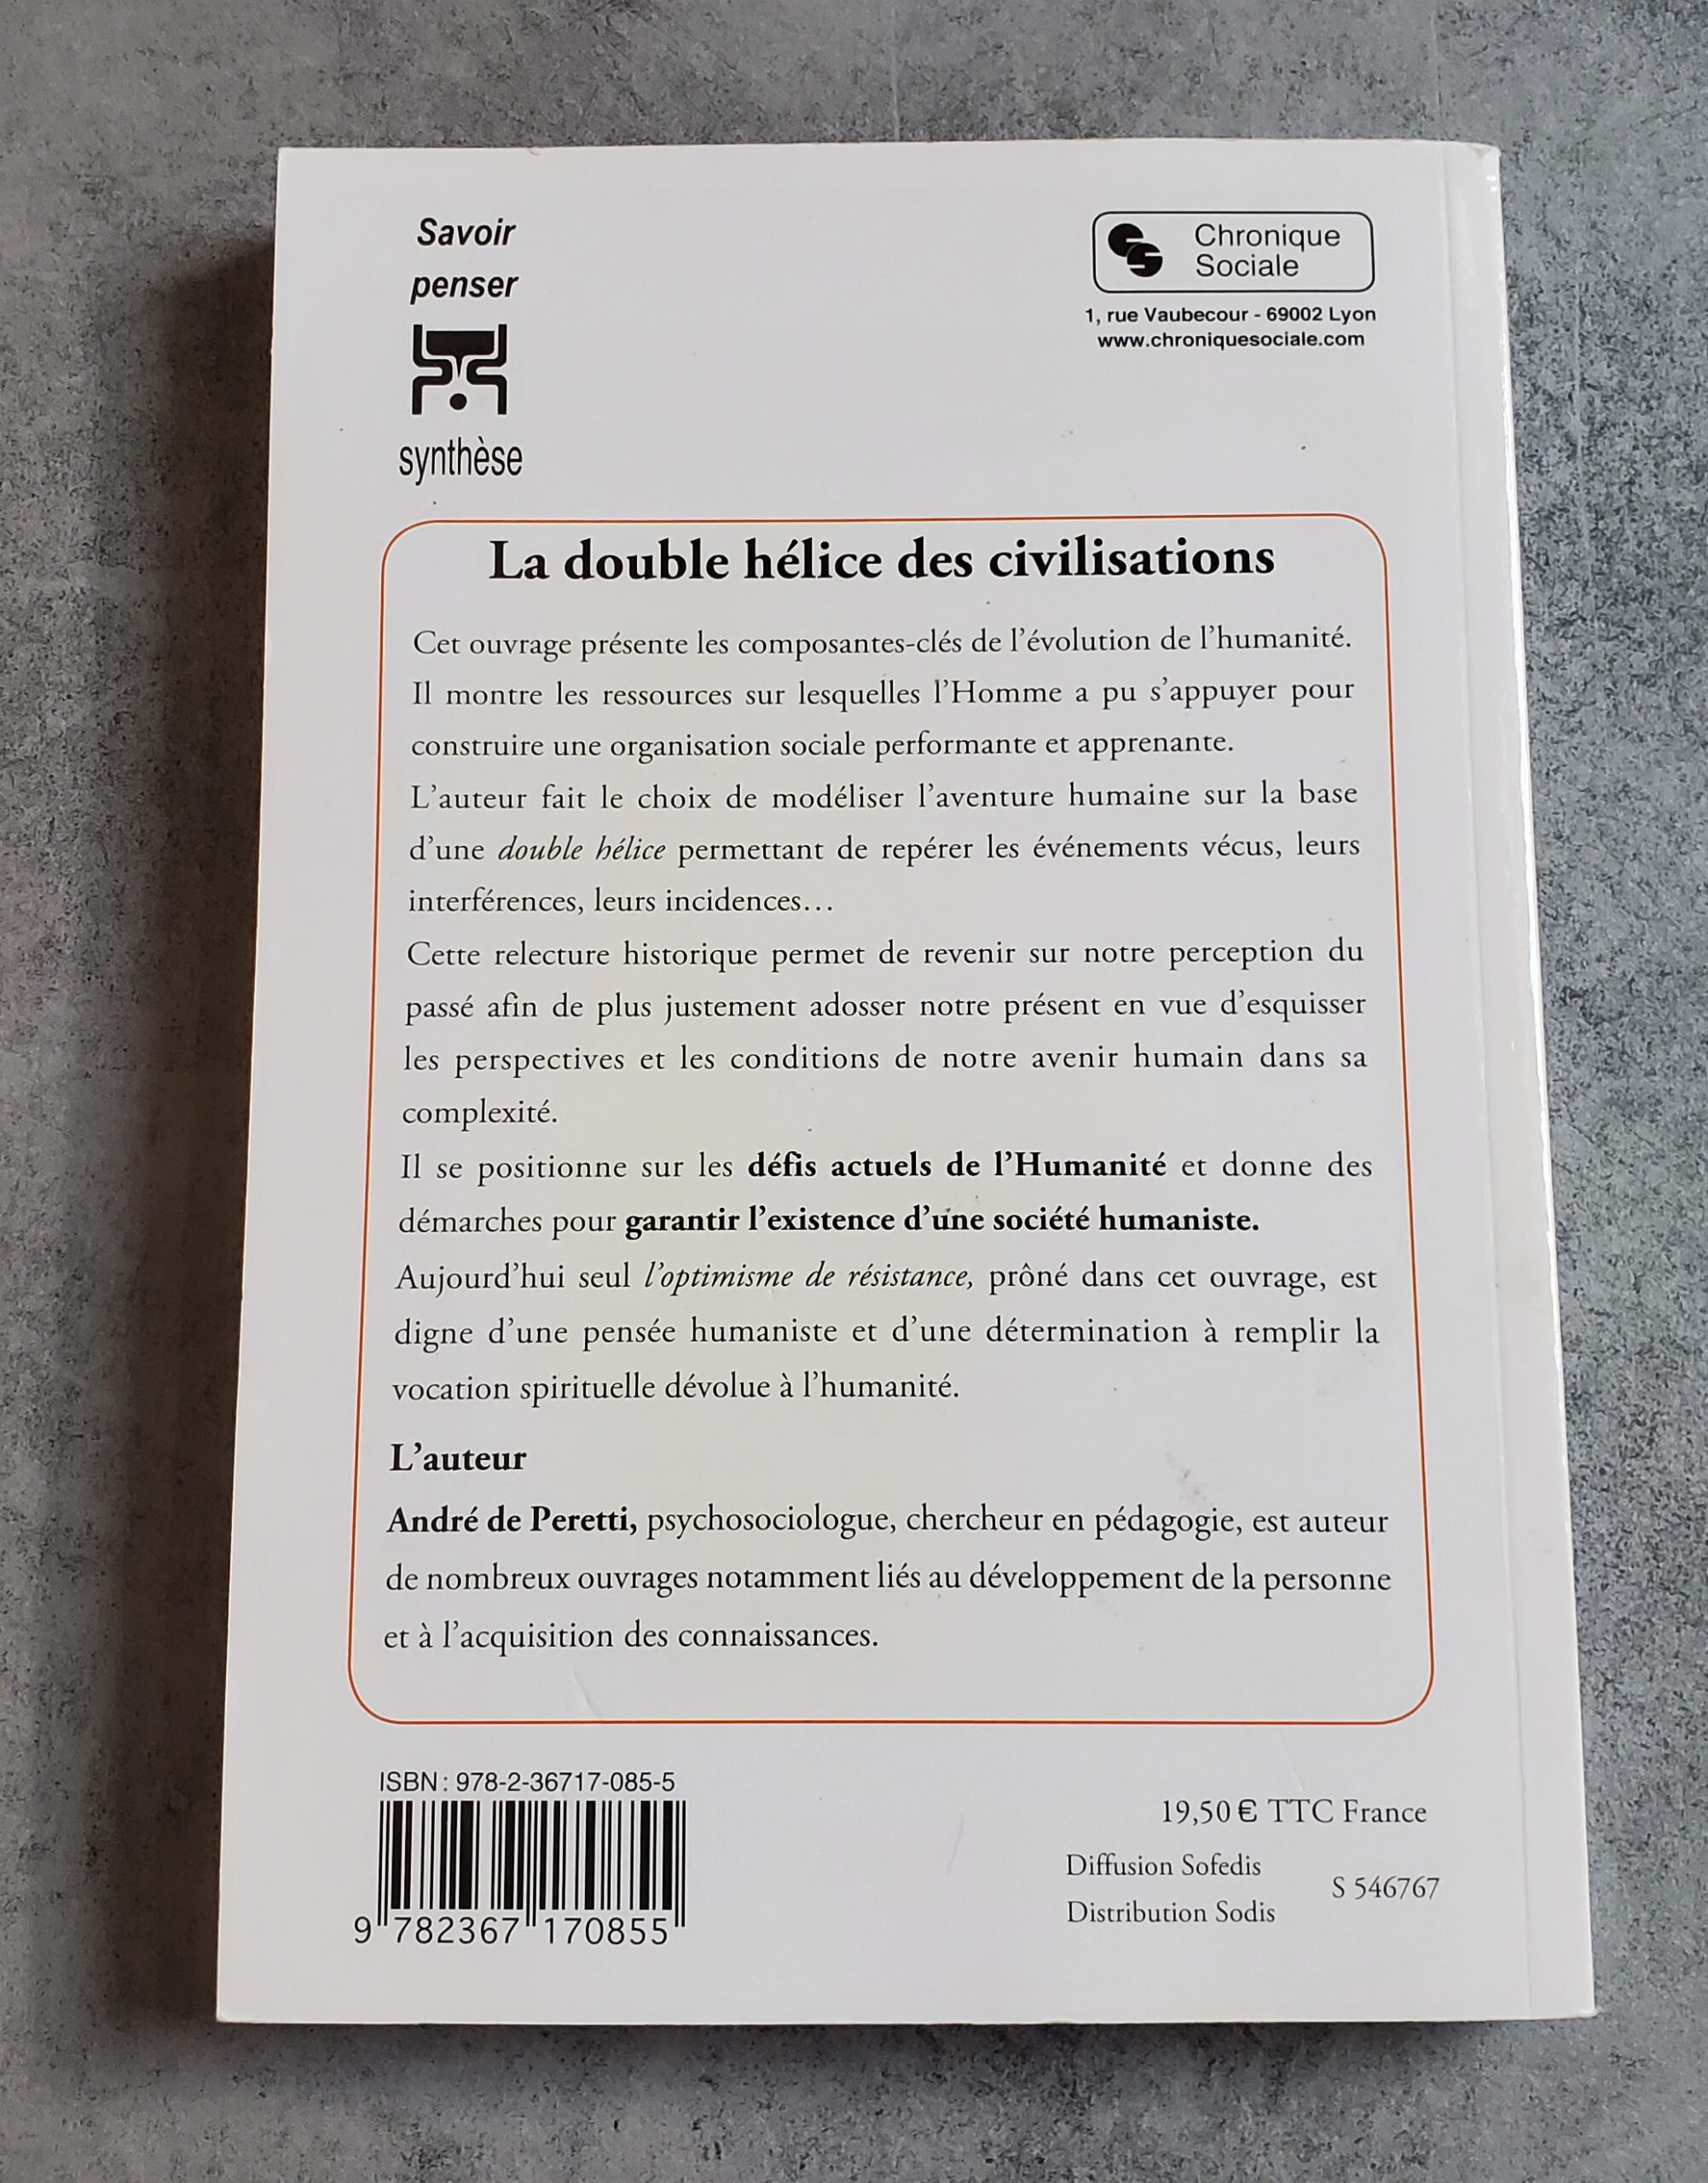 Savoir
penser
synthèse
Chronique
Sociale
1, rue Vaubecour - 69002 Lyon
www.chroniquesociale.com
La double hélice des civilisations
Cet ouvrage présente les composantes-clés de l'évolution de l'humanité.
Il montre les ressources sur lesquelles l'Homme a pu s'appuyer pour
construire une organisation sociale performante et apprenante.
L'auteur fait le choix de modéliser l'aventure humaine sur la base
d'une double hélice permettant de repérer les événements vécus, leurs
interférences, leurs incidences…
Cette relecture historique permet de revenir sur notre perception du
passé afin de plus justement adosser notre présent en vue d'esquisser
les perspectives et les conditions de notre avenir humain dans sa
complexité.
Il se positionne sur les défis actuels de l'Humanité et donne des
démarches pour garantir l'existence d'une société humaniste.
Aujourd'hui seul l'optimisme de résistance, prôné dans cet ouvrage, est
digne d'une pensée humaniste et d'une détermination à remplir la
vocation spirituelle dévolue à l'humanité.
L'auteur
André de Peretti, psychosociologue, chercheur en pédagogie, est auteur
de nombreux ouvrages notamment liés au développement de la personne
et à l'acquisition des connaissances.
ISBN : 978-2-36717-085-5
9 782367 170855
19,50 € TTC France
Diffusion Sofedis
Distribution Sodis
S 546767